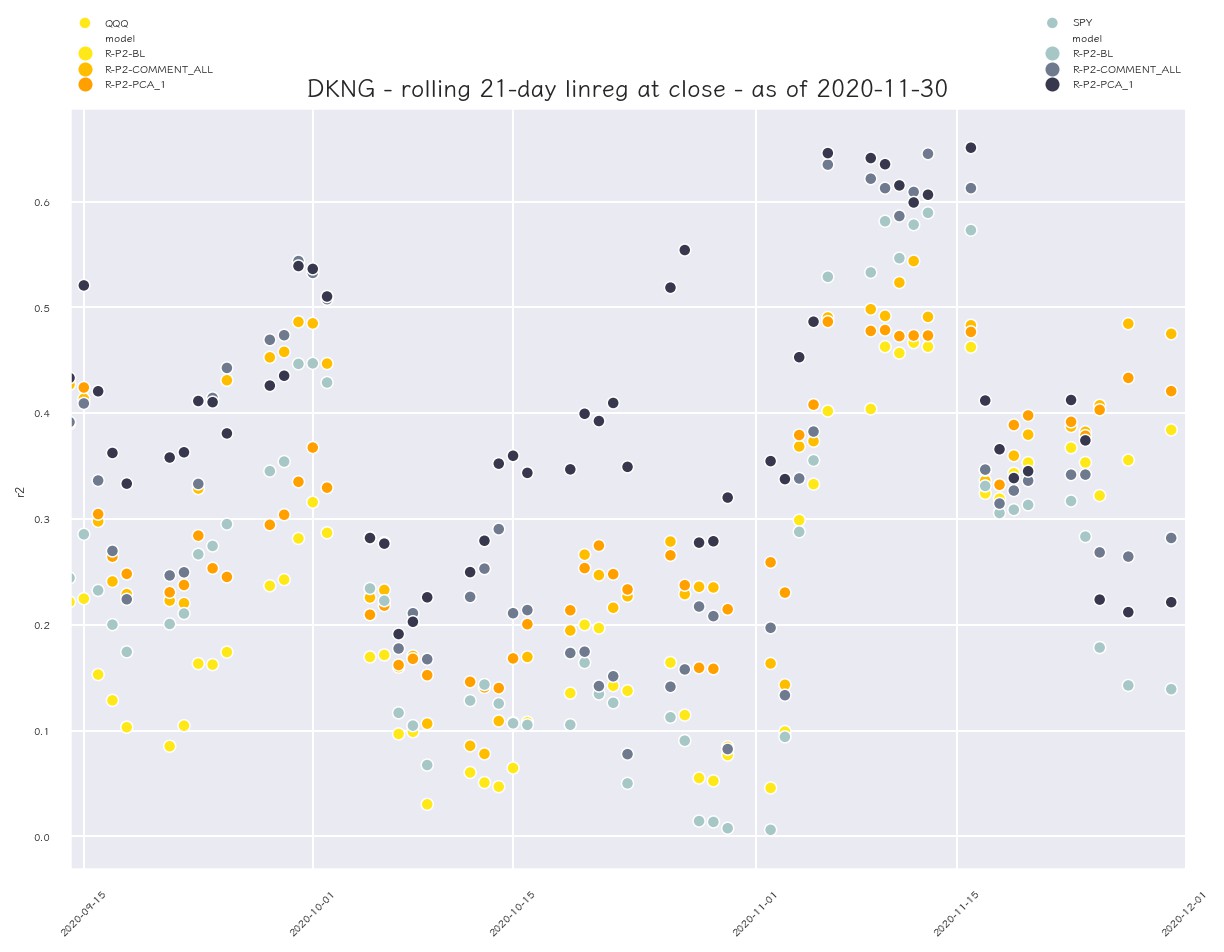 QQQ
model
R-P2-BL
R-P2-COMMENT_ALL
R-P2-PCA_1
SPY
model
R-P2-BL
R-P2-COMMENT_ALL
R-P2-PCA_1
DKNG - rolling 21-day linreg at close - as of 2020-11-30
0.6
0.5
0.4
0.3
0.2
0.1
0.0
r2
2020-09-15
2020-10-01
2020-10-15
2020-11-01
2020-11-15
2020-12-01